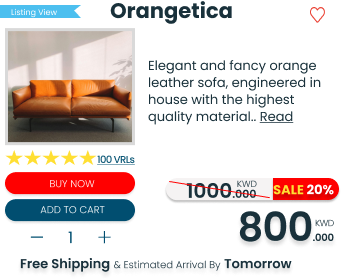 Listing View
Orangetica
Elegant and fancy orange
leather sofa, engineered in
house with the highest
quality material.. Read
100 VRLs
BUY NOW
1000 KWD .000
SALE 20%
ADD TO CART
800 KWD .000
1
Free Shipping & Estimated Arrival By Tomorrow